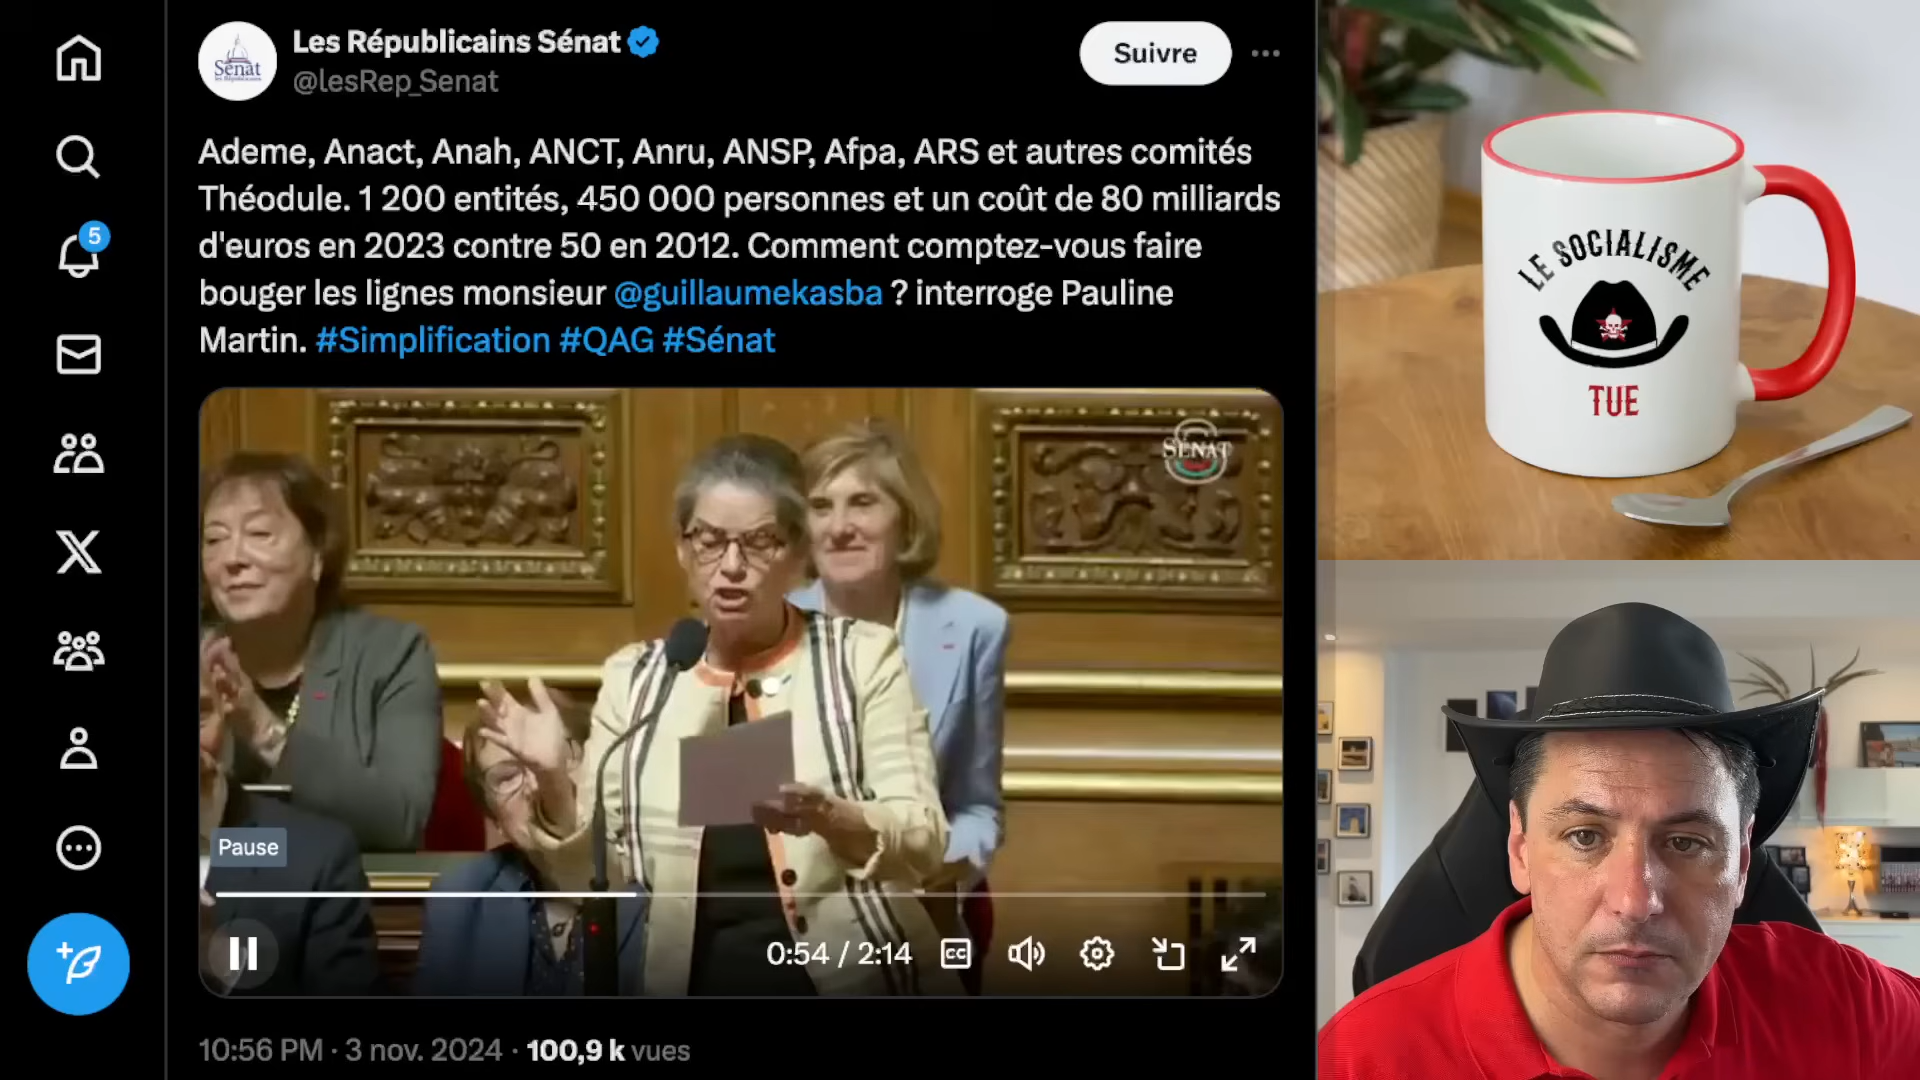 Les Républicains Sénat
@lesRep_Senat
Suivre
Sénat
Ademe, Anact, Anah, ANCT, Anru, ANSP, Afpa, ARS et autres comités
Théodule. 1 200 entités, 450 000 personnes et un coût de 80 milliards
d'euros en 2023 contre 50 en 2012. Comment comptez-vous faire
bouger les lignes monsieur @guillaumekasba ? interroge Pauline
Martin. #Simplification #QAG #Sénat
5
SÉNAT
Pause
0:54 / 2:14
CC
10:56 PM · 3 nov. 2024 · 100,9 k vues
LE SOCIALISME
TUE